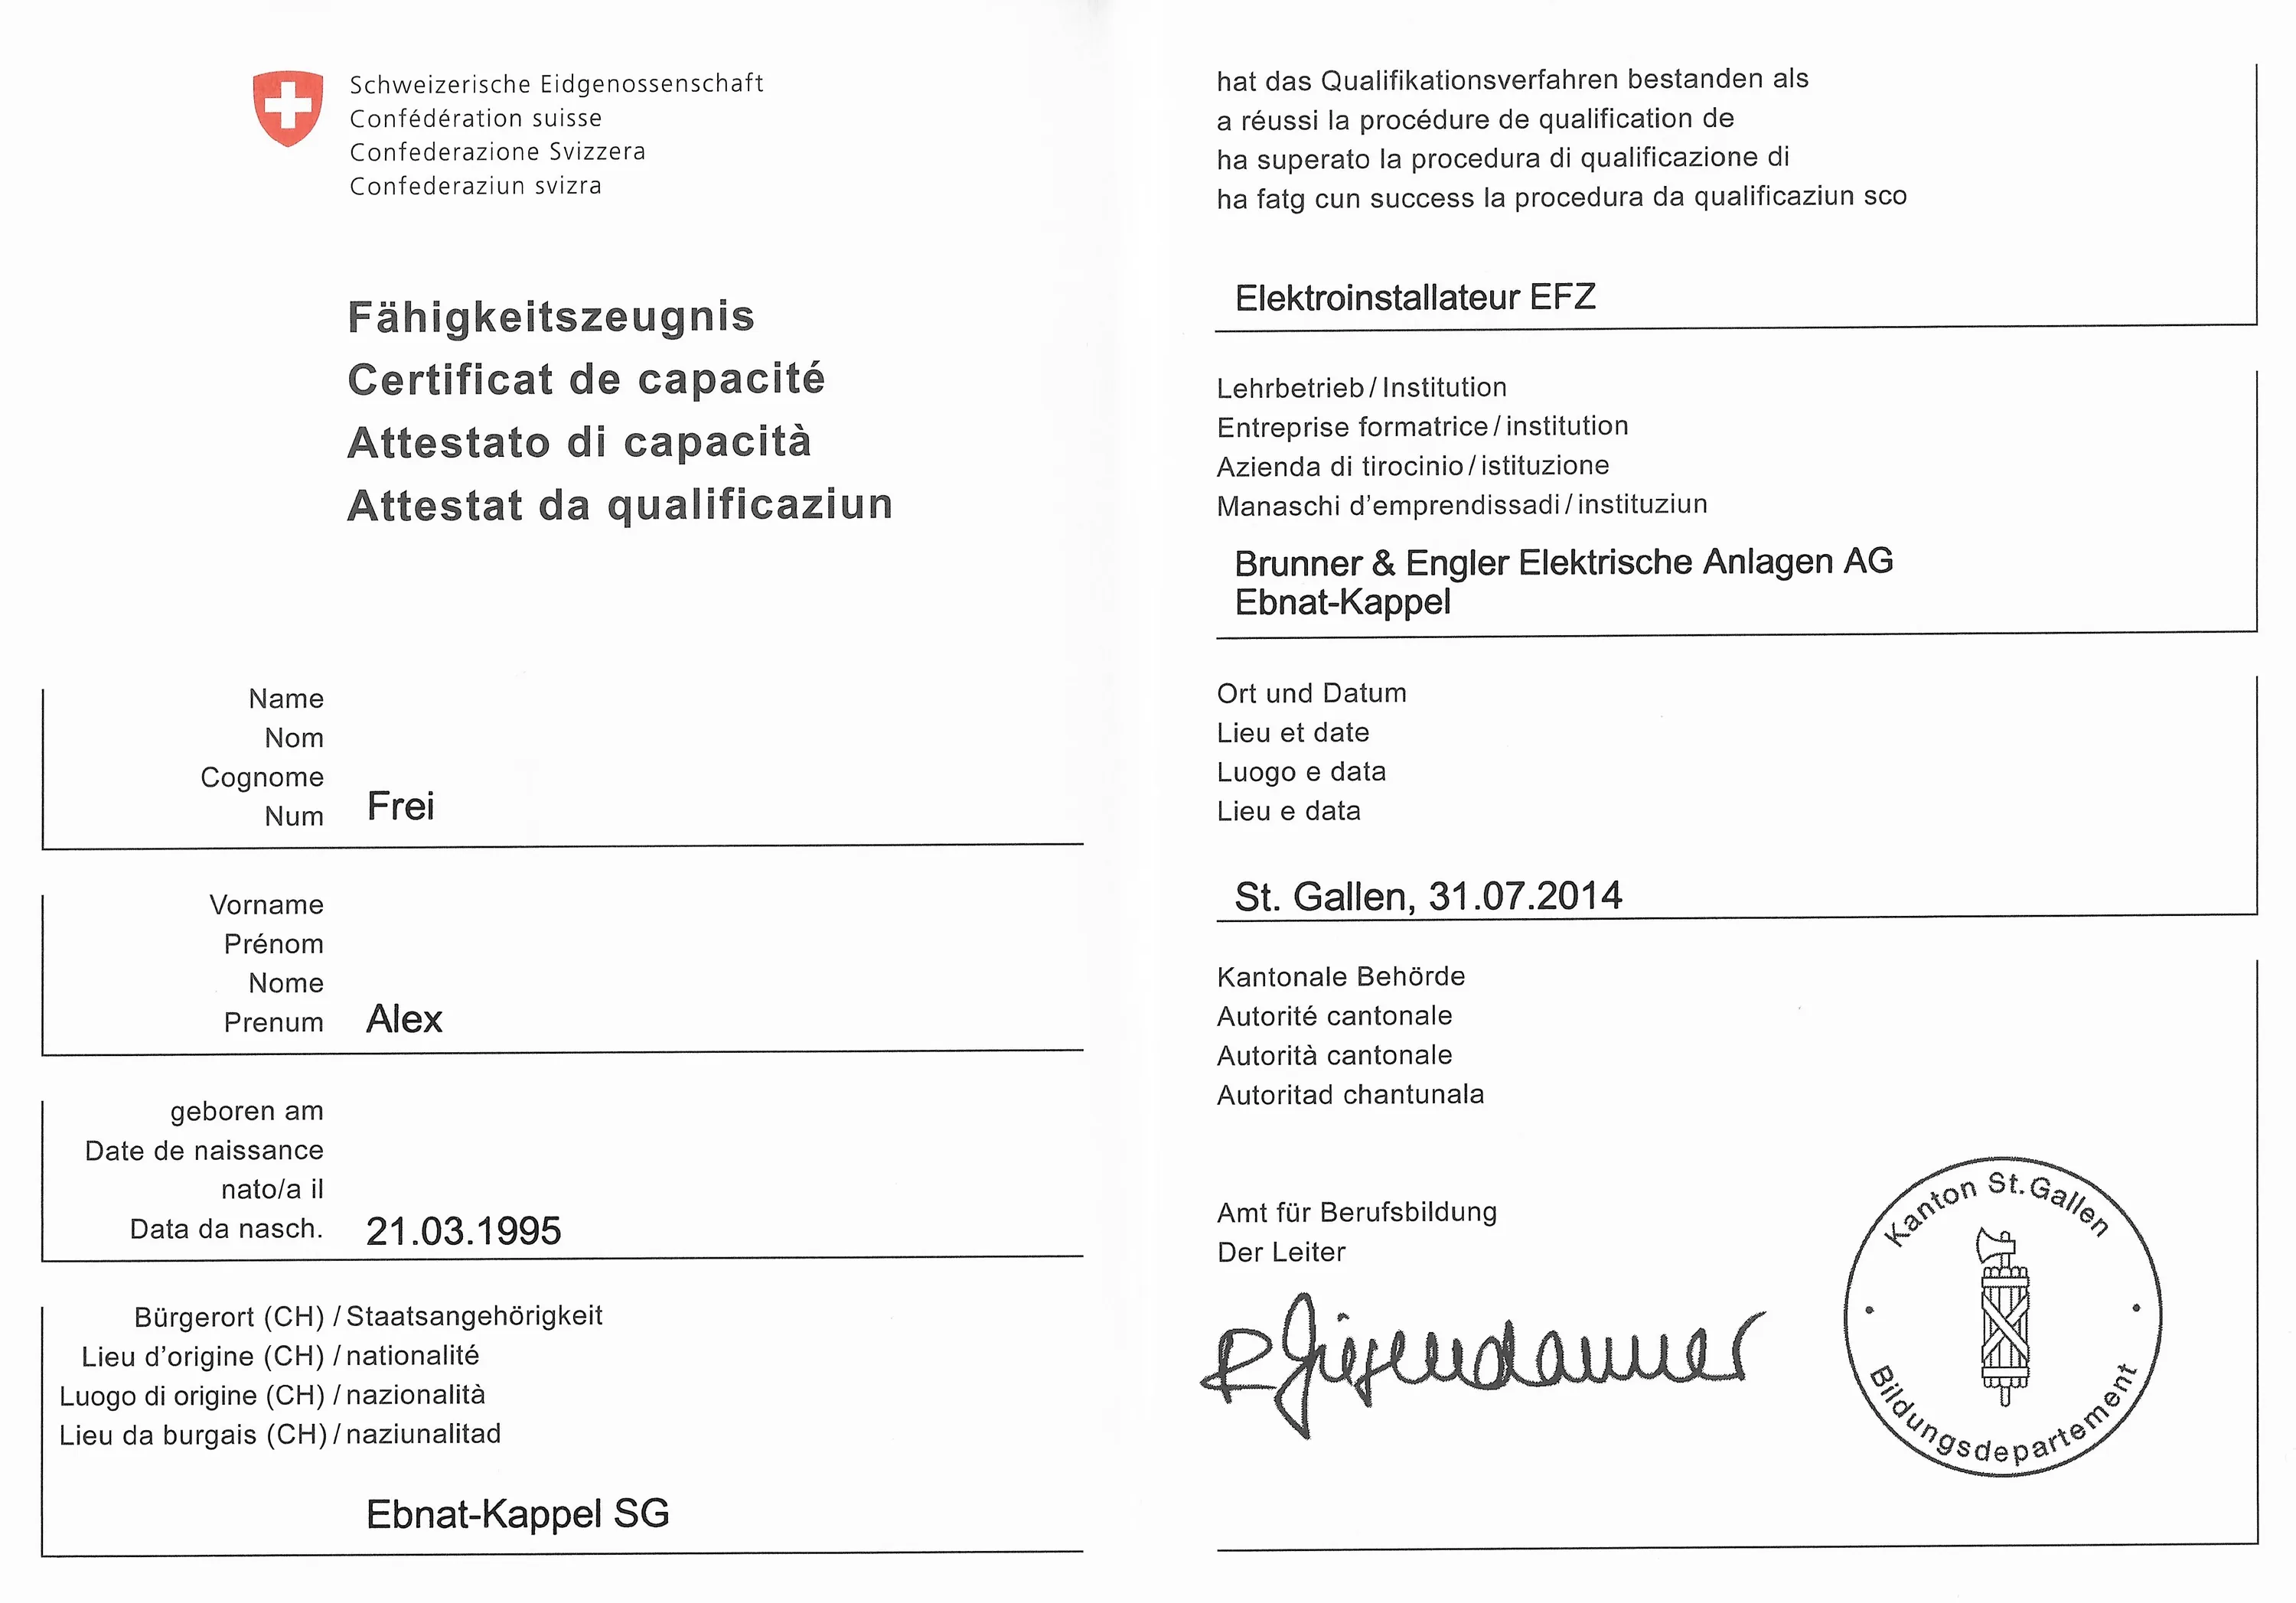 Schweizerische Eidgenossenschaft
Confédération suisse
Confederazione Svizzera
Confederaziun svizra
Fähigkeitszeugnis
Certificat de capacité
Attestato di capacità
Attestat da qualificaziun
Name
Nom
Cognome
Num Frei
Vorname
Prénom
Nome
Prenum Alex
geboren am
Date de naissance
nato/a il
Data da nasch. 21.03.1995
Bürgerort (CH) / Staatsangehörigkeit
Lieu d'origine (CH) / nationalité
Luogo di origine (CH) / nazionalità
Lieu da burgais (CH) / naziunalitad
Ebnat-Kappel SG
hat das Qualifikationsverfahren bestanden als
a réussi la procédure de qualification de
ha superato la procedura di qualificazione di
ha fatg cun success la procedura da qualificaziun sco
Elektroinstallateur EFZ
Lehrbetrieb / Institution
Entreprise formatrice / institution
Azienda di tirocinio / istituzione
Manaschi d'emprendissadi / instituziun
Brunner & Engler Elektrische Anlagen AG
Ebnat-Kappel
Ort und Datum
Lieu et date
Luogo e data
Lieu e data
St. Gallen, 31.07.2014
Kantonale Behörde
Autorité cantonale
Autorità cantonale
Autoritad chantunala
Amt für Berufsbildung
Der Leiter
R Giezendanner
Kanton St. Gallen
Bildungsdepartement